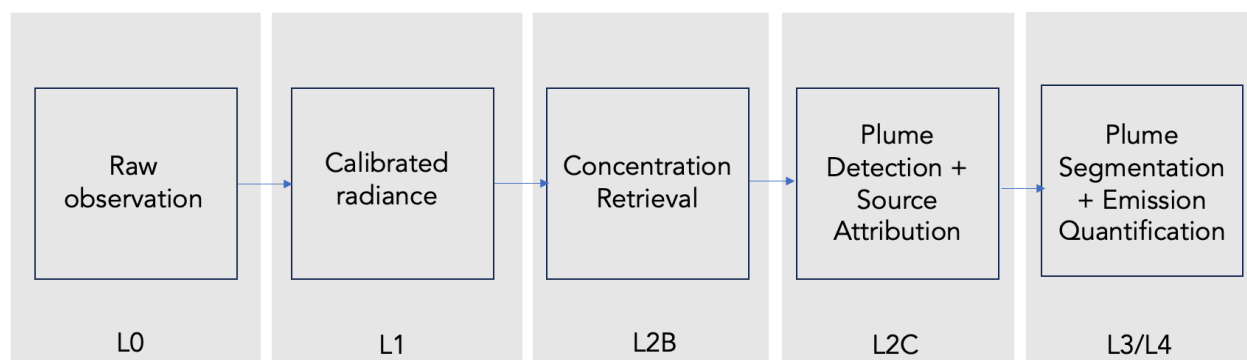 Raw
observation
Calibrated
radiance
Concentration
Retrieval
Plume
Detection +
Source
Attribution
Plume
Segmentation
+ Emission
Quantification
L0
L1
L2B
L2C
L3/L4